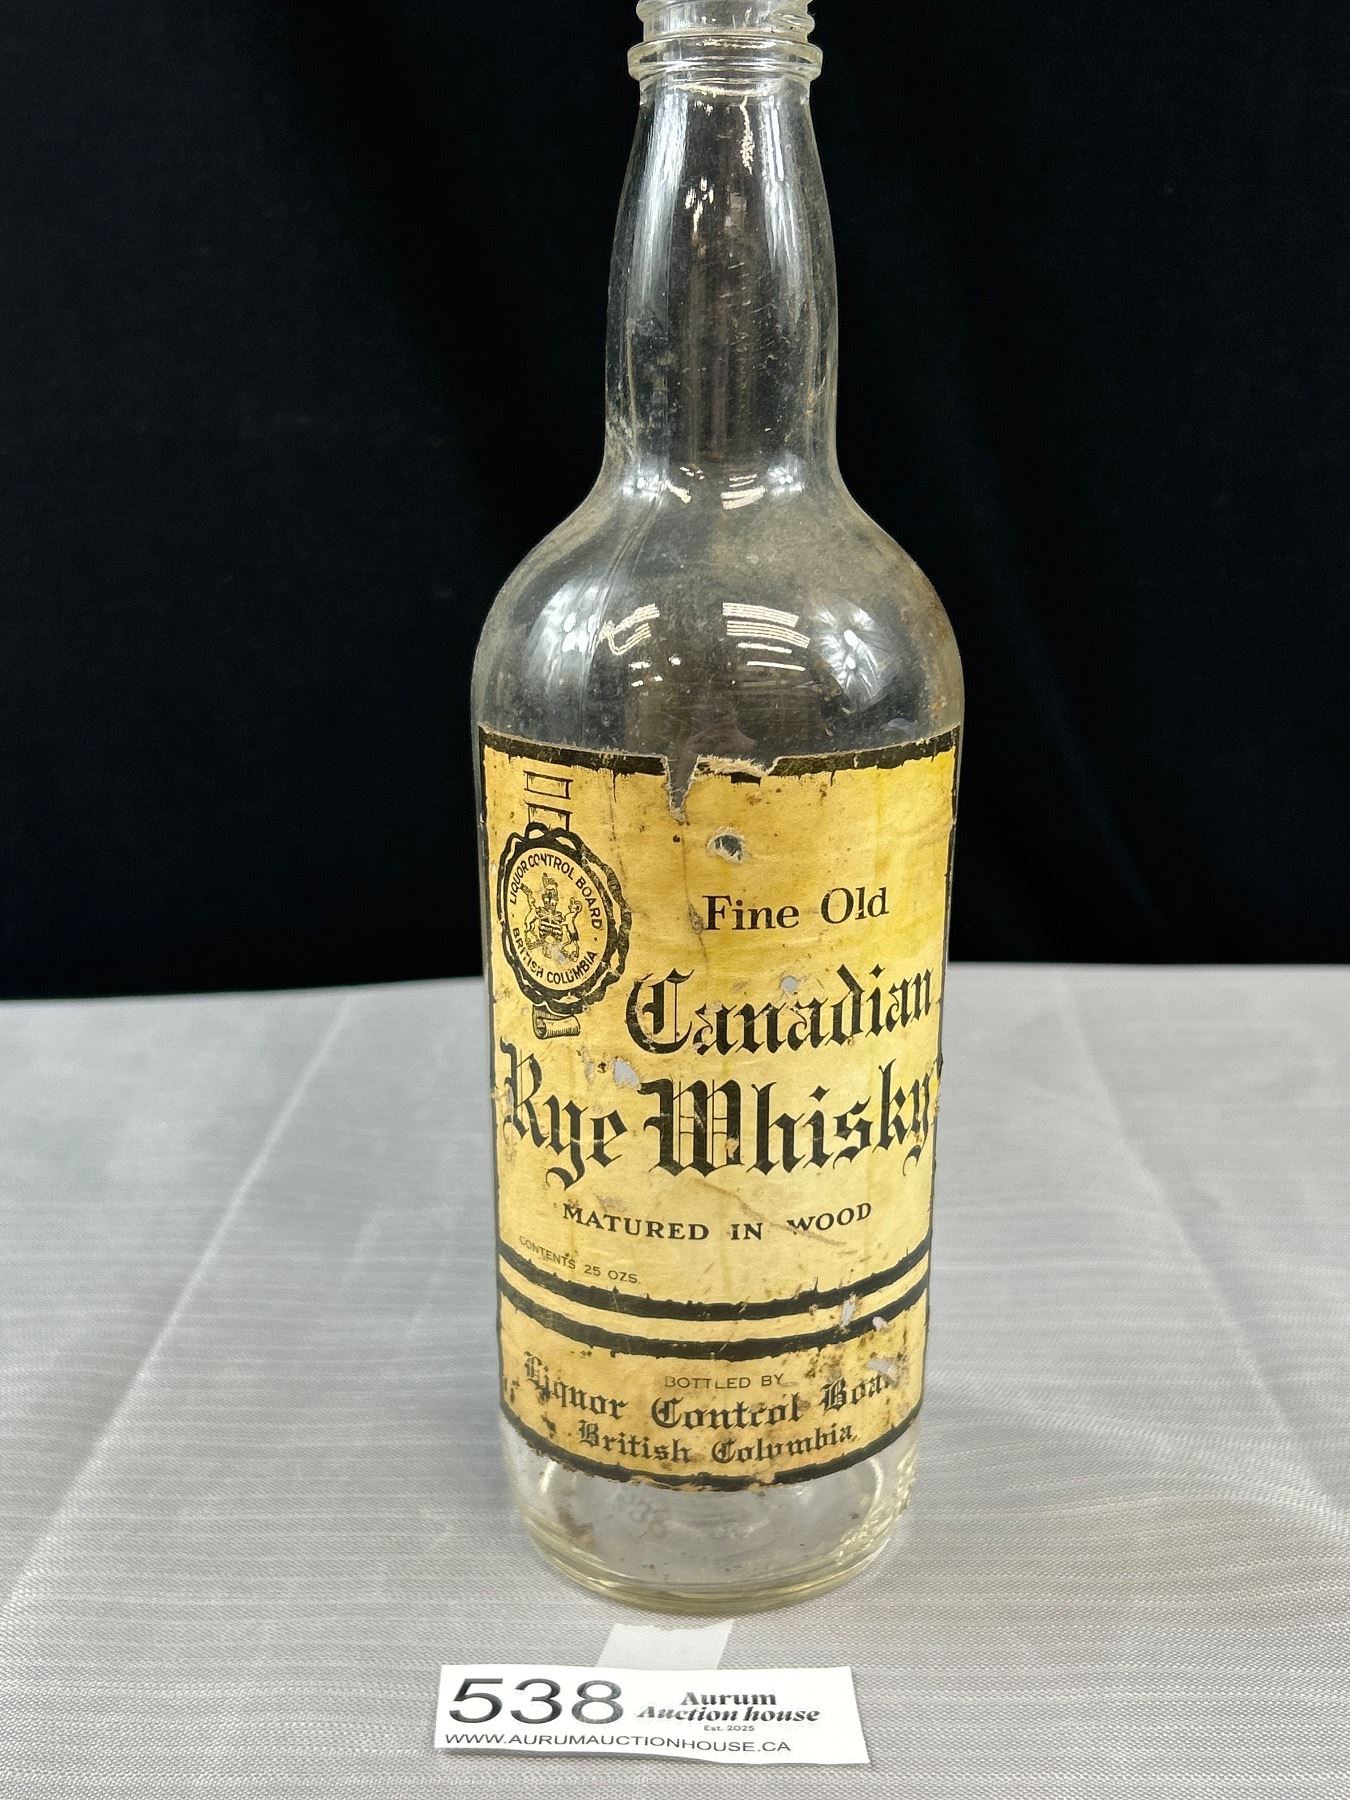 LIQUOR CONTROL BOARD
BRITISH COLUMBIA
Fine Old
Canadian
Rye Whisky
MATURED IN WOOD
CONTENTS 25 OZS.
BOTTLED BY
Liquor Control Board
British Columbia
538
Aurum
Auction house
Est. 2025
WWW.AURUMAUCTIONHOUSE.CA